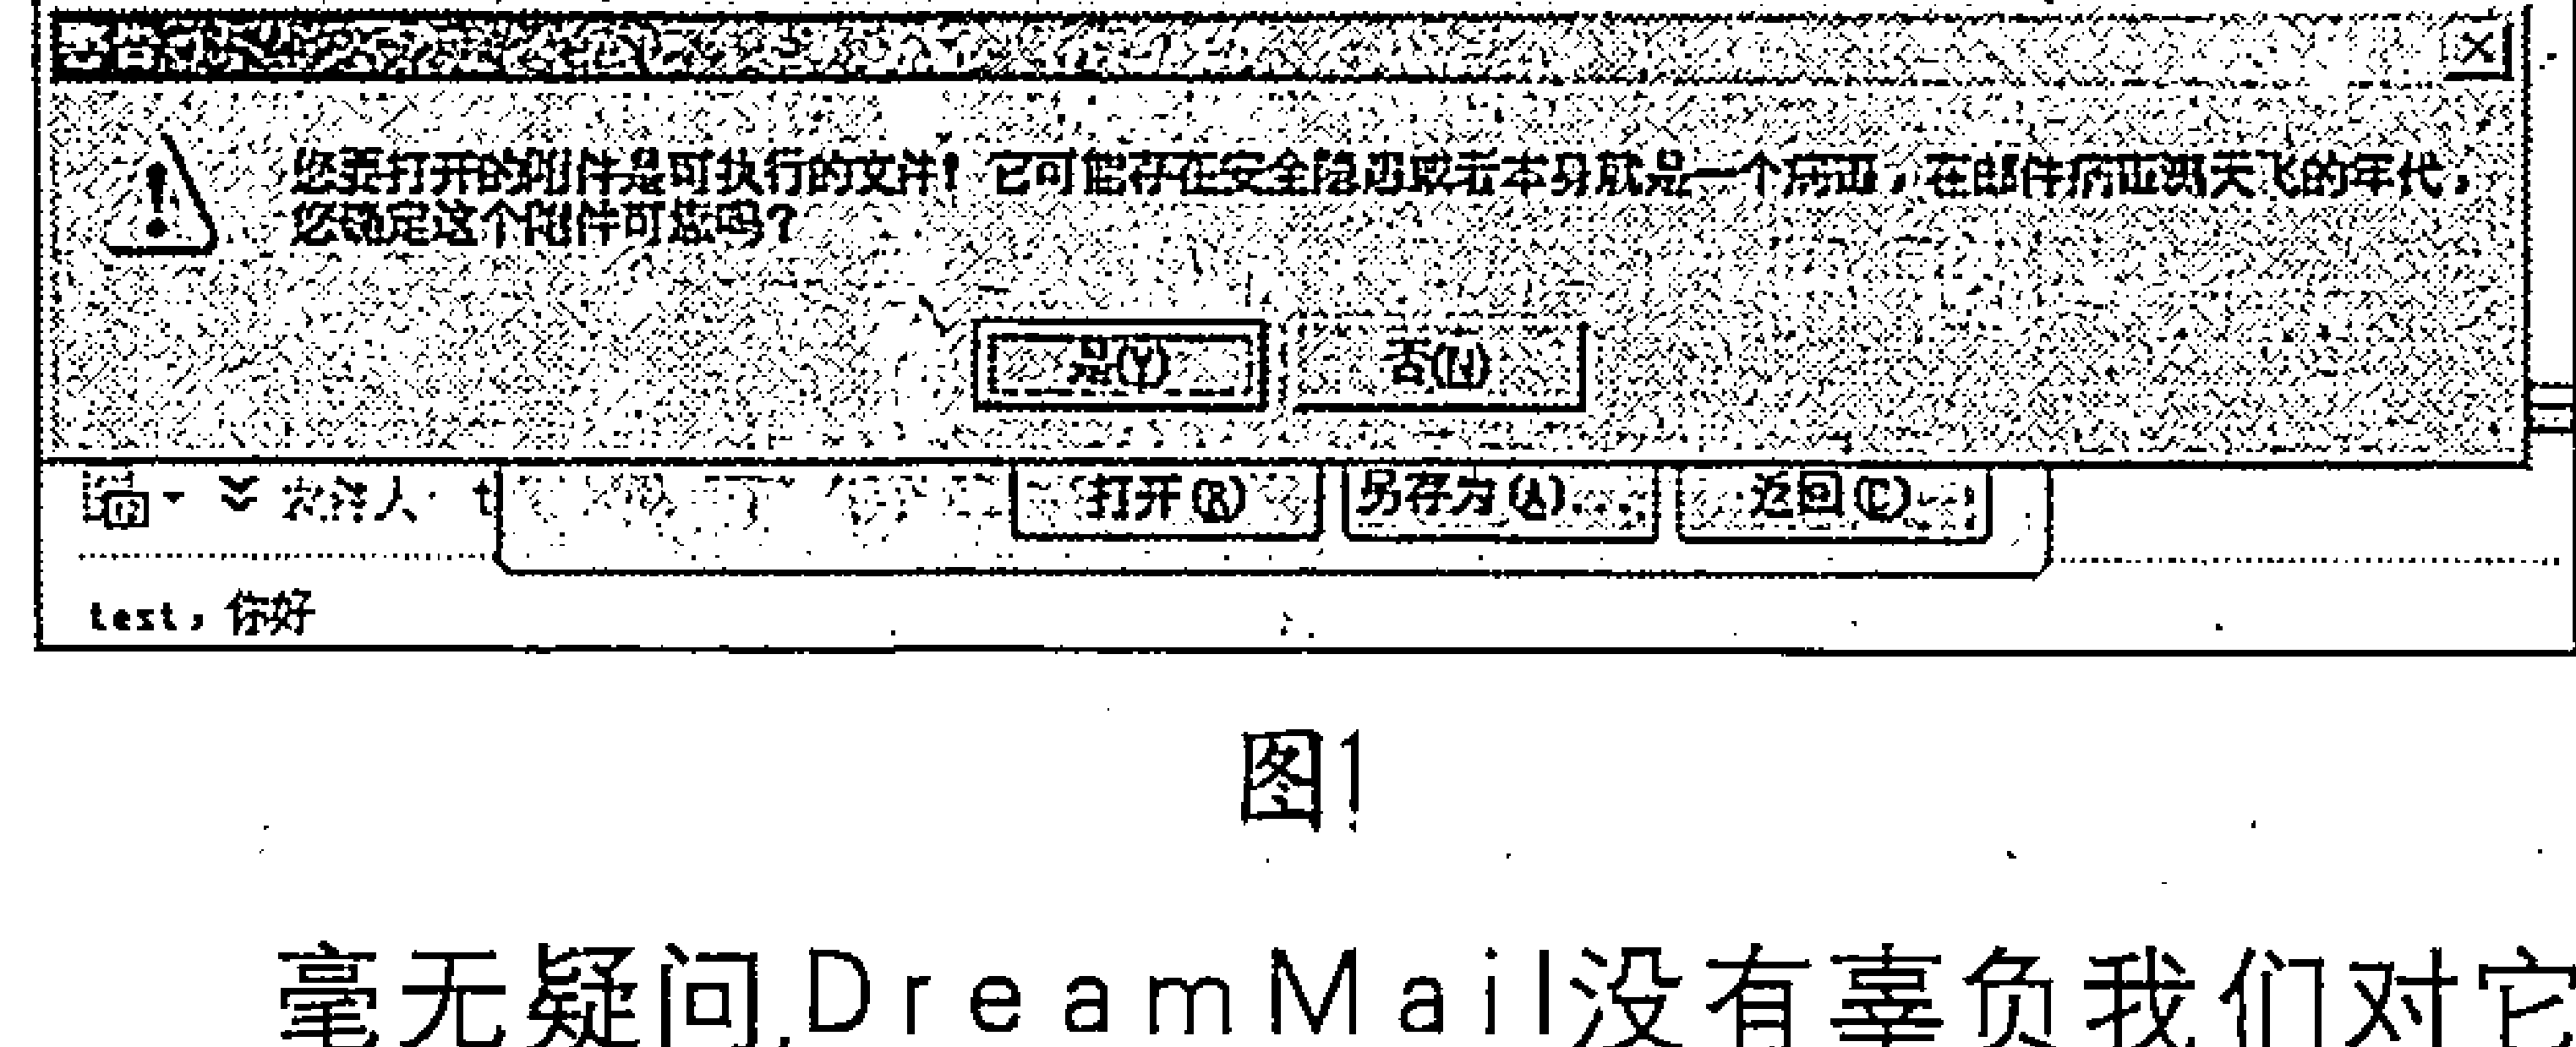 警告
您要打开的附件是可执行的文件！它可能存在安全隐患或者本身就是一个病毒，在邮件病毒满天飞的年代，
您确定这个附件可靠吗？
是(Y) 否(N)
打开(R) 另存为(A)... 返回(C)
test，你好
图1
毫无疑问,DreamMail没有辜负我们对它